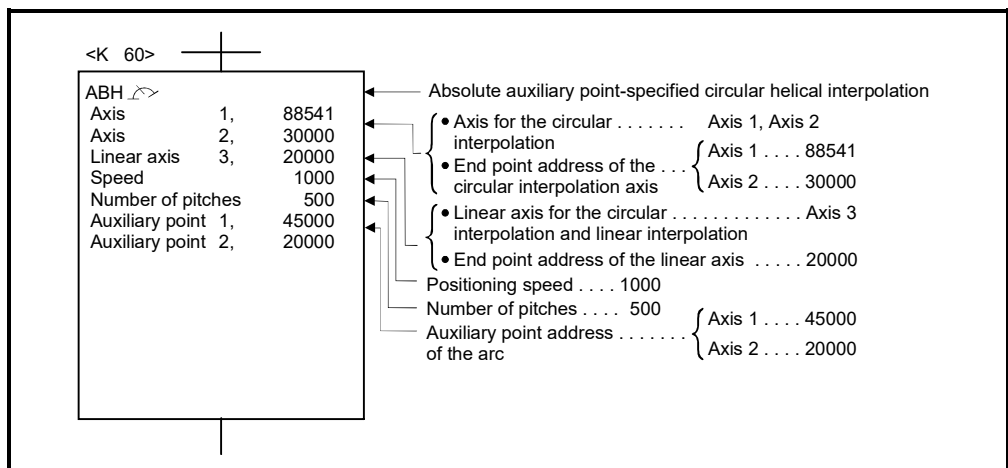 <K 60>
ABH
Axis 1, 88541
Axis 2, 30000
Linear axis 3, 20000
Speed 1000
Number of pitches 500
Auxiliary point 1, 45000
Auxiliary point 2, 20000
Absolute auxiliary point-specified circular helical interpolation
• Axis for the circular . . . . . . . Axis 1, Axis 2
interpolation
• End point address of the . . .
circular interpolation axis
Axis 1 . . . . 88541
Axis 2 . . . . 30000
• Linear axis for the circular . . . . . . . . . . . . . Axis 3
interpolation and linear interpolation
• End point address of the linear axis . . . . . 20000
Positioning speed . . . . 1000
Number of pitches . . . . 500
Auxiliary point address . . . . . . .
of the arc
Axis 1 . . . . 45000
Axis 2 . . . . 20000